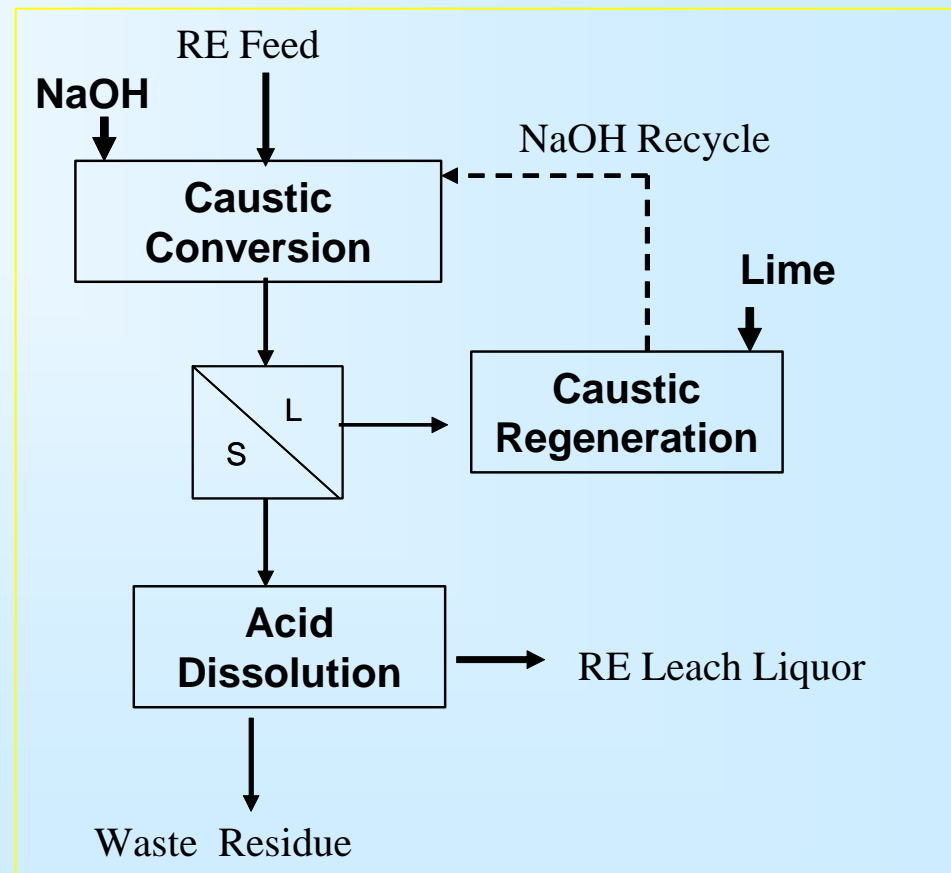 RE Feed
NaOH
NaOH Recycle
Caustic
Conversion
Lime
Caustic
Regeneration
L
S
Acid
Dissolution
RE Leach Liquor
Waste Residue